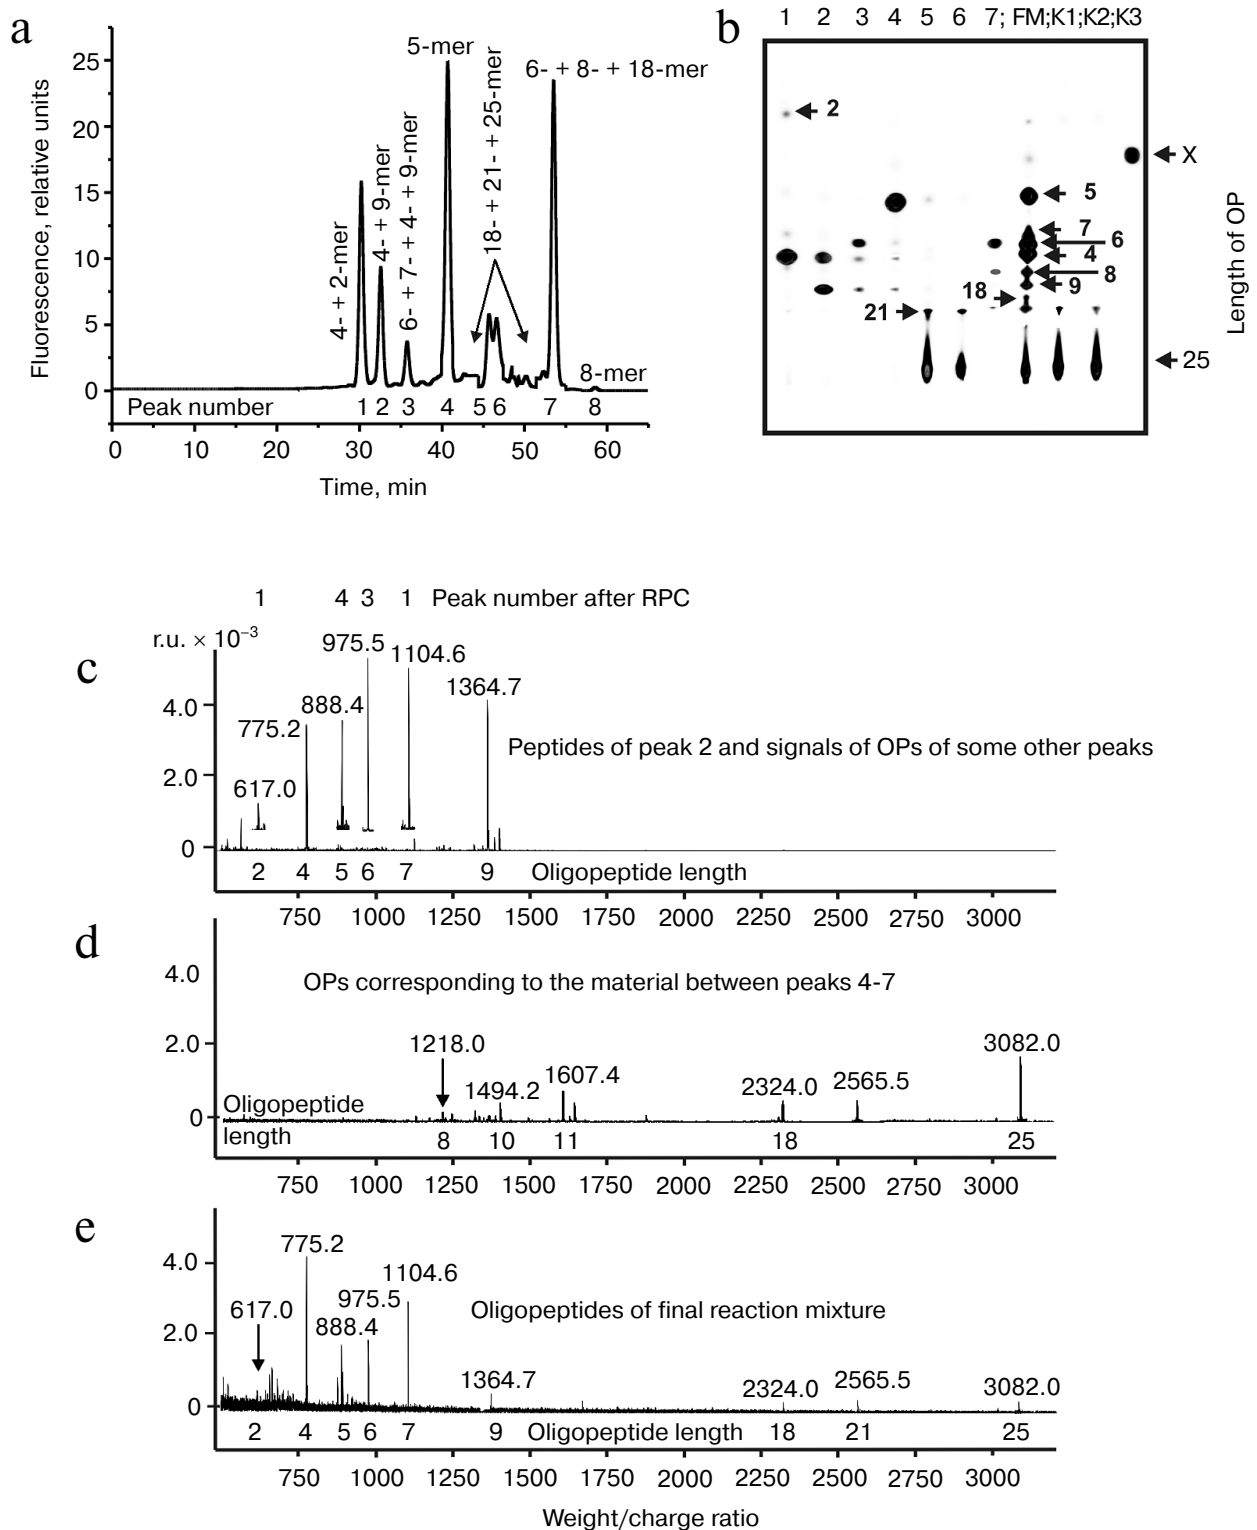 a
Fluorescence, relative units
25
20
15
10
5
0
4- + 2-mer
4- + 9-mer
6- + 7- + 4- + 9-mer
5-mer
18- + 21- + 25-mer
6- + 8- + 18-mer
8-mer
Peak number 1 2 3 4 5 6 7 8
0 10 20 30 40 50 60
Time, min
b
1 2 3 4 5 6 7; FM;K1;K2;K3
2
X
5
7
6
4
8
9
18
21
25
Length of OP
1 4 3 1 Peak number after RPC
c
r.u. × 10⁻³
4.0
2.0
0
617.0
775.2
888.4
975.5
1104.6
1364.7
Peptides of peak 2 and signals of OPs of some other peaks
2 4 5 6 7 9 Oligopeptide length
750 1000 1250 1500 1750 2000 2250 2500 2750 3000
d
4.0
2.0
0
OPs corresponding to the material between peaks 4-7
1218.0
1494.2
1607.4
2324.0
2565.5
3082.0
Oligopeptide
length 8 10 11 18 25
750 1000 1250 1500 1750 2000 2250 2500 2750 3000
e
4.0
2.0
0
617.0
775.2
888.4
975.5
1104.6
Oligopeptides of final reaction mixture
1364.7
2324.0
2565.5
3082.0
2 4 5 6 7 9 Oligopeptide length 18 21 25
750 1000 1250 1500 1750 2000 2250 2500 2750 3000
Weight/charge ratio